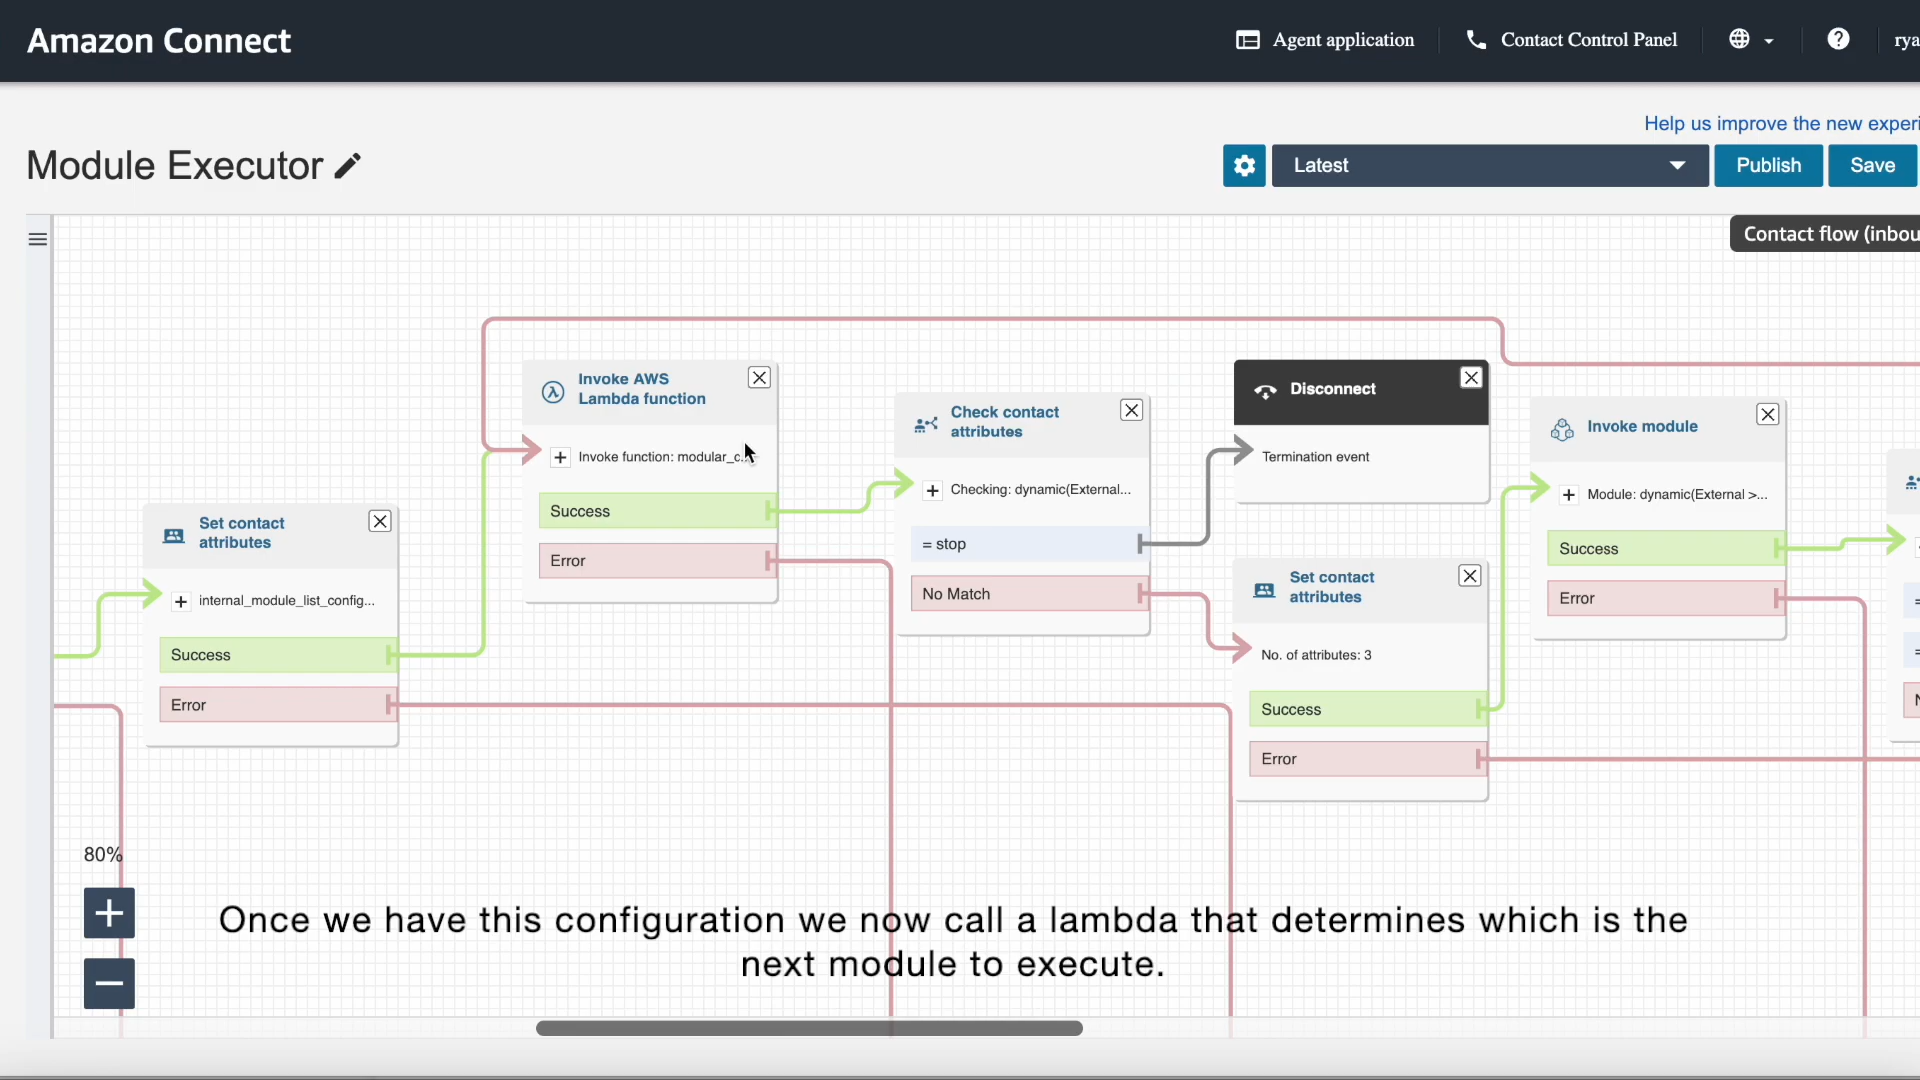 Amazon Connect
Agent application
Contact Control Panel
rya
Help us improve the new experi
Module Executor
Latest
Publish
Save
Contact flow (inbou
Invoke AWS
Lambda function
Invoke function: modular_c...
Success
Error
Check contact
attributes
Checking: dynamic(External...
= stop
No Match
Disconnect
Termination event
Invoke module
Module: dynamic(External >...
Success
Error
Set contact
attributes
internal_module_list_config...
Success
Error
Set contact
attributes
No. of attributes: 3
Success
Error
=
=
N
80%
Once we have this configuration we now call a lambda that determines which is the
next module to execute.